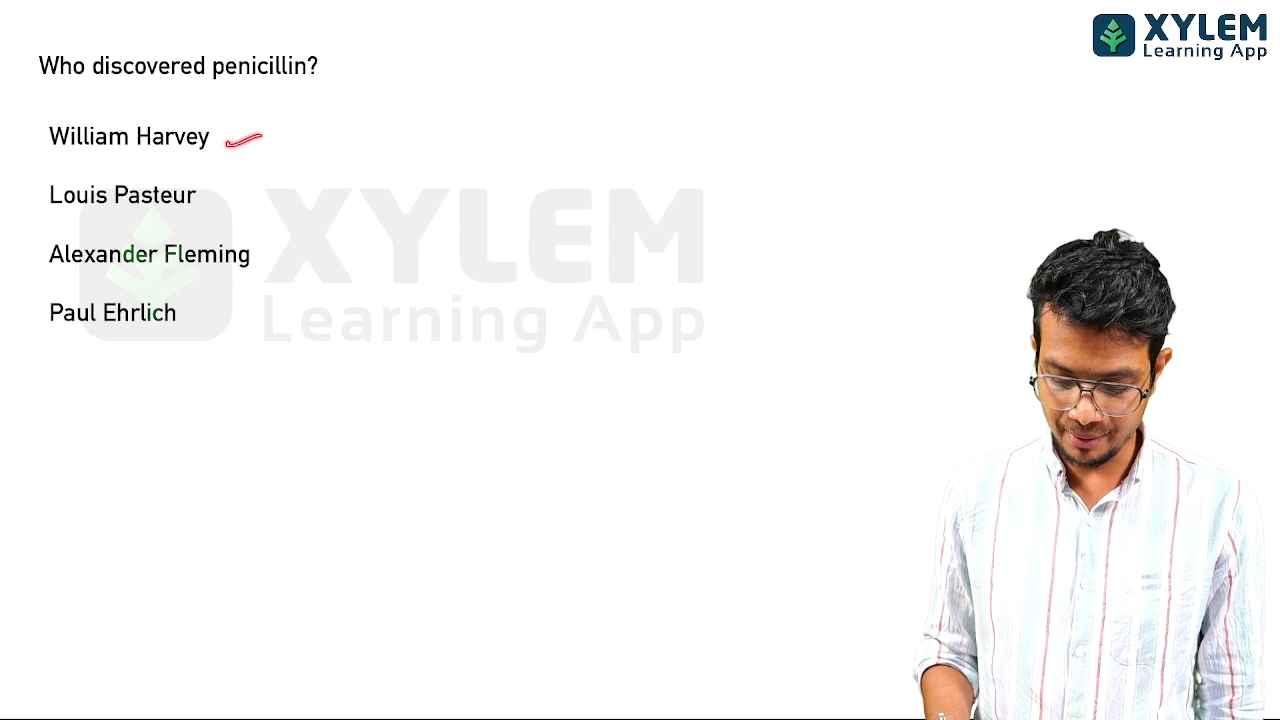 XYLEM
Learning App
Who discovered penicillin?
William Harvey
Louis Pasteur
Alexander Fleming
Paul Ehrlich
XYLEM
Learning App